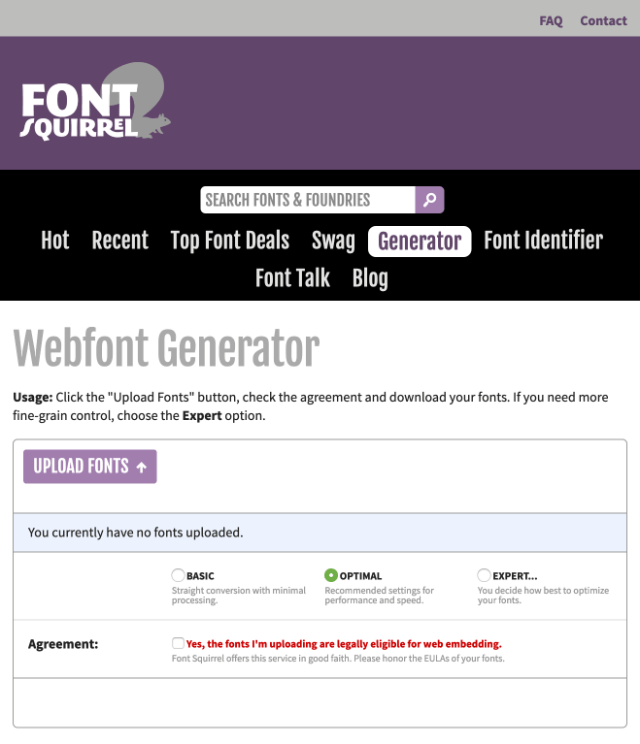 FAQ Contact
FONT
SQUIRREL
SEARCH FONTS & FOUNDRIES
Hot Recent Top Font Deals Swag Generator Font Identifier
Font Talk Blog
Webfont Generator
Usage: Click the "Upload Fonts" button, check the agreement and download your fonts. If you need more
fine-grain control, choose the Expert option.
UPLOAD FONTS
You currently have no fonts uploaded.
BASIC OPTIMAL EXPERT...
Straight conversion with minimal Recommended settings for You decide how best to optimize
processing. performance and speed. your fonts.
Agreement: Yes, the fonts I'm uploading are legally eligible for web embedding.
Font Squirrel offers this service in good faith. Please honor the EULAs of your fonts.